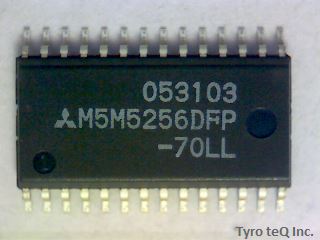 053103
M5M5256DFP
-70LL
Tyro teQ Inc.